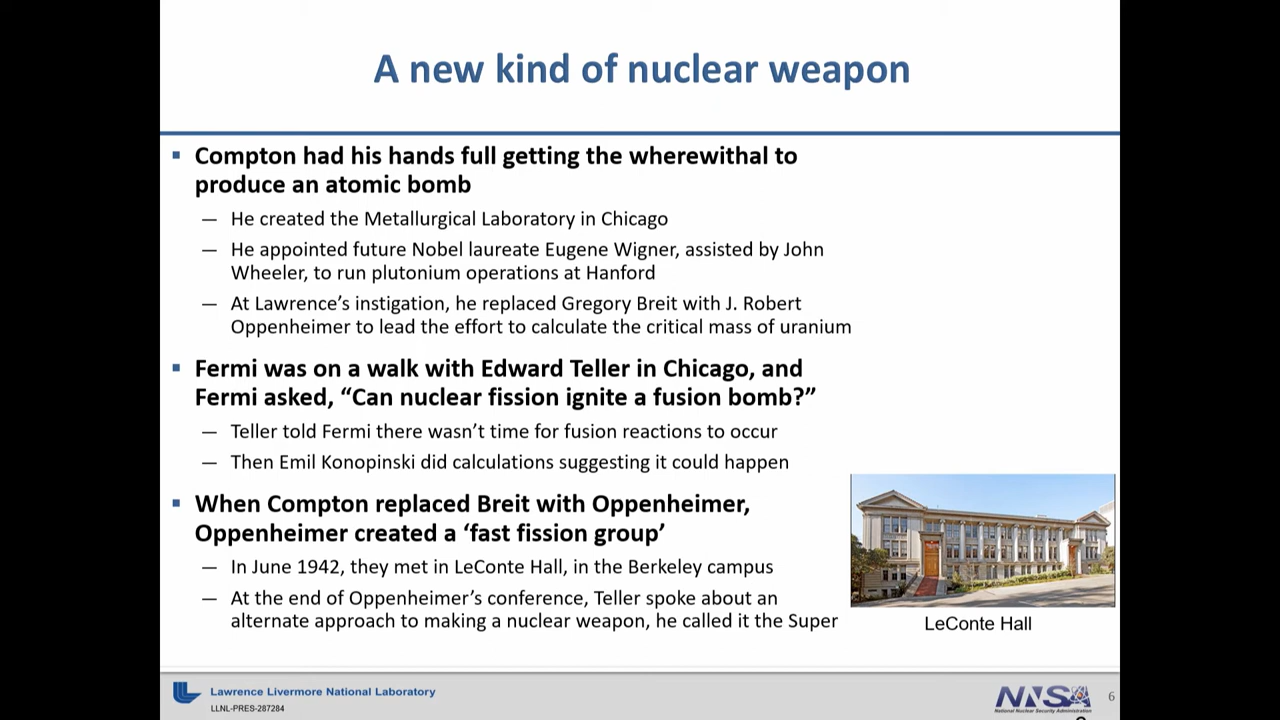 A new kind of nuclear weapon
▪ Compton had his hands full getting the wherewithal to
produce an atomic bomb
— He created the Metallurgical Laboratory in Chicago
— He appointed future Nobel laureate Eugene Wigner, assisted by John
Wheeler, to run plutonium operations at Hanford
— At Lawrence’s instigation, he replaced Gregory Breit with J. Robert
Oppenheimer to lead the effort to calculate the critical mass of uranium
▪ Fermi was on a walk with Edward Teller in Chicago, and
Fermi asked, “Can nuclear fission ignite a fusion bomb?”
— Teller told Fermi there wasn’t time for fusion reactions to occur
— Then Emil Konopinski did calculations suggesting it could happen
▪ When Compton replaced Breit with Oppenheimer,
Oppenheimer created a ‘fast fission group’
— In June 1942, they met in LeConte Hall, in the Berkeley campus
— At the end of Oppenheimer’s conference, Teller spoke about an
alternate approach to making a nuclear weapon, he called it the Super
LeConte Hall
Lawrence Livermore National Laboratory
LLNL-PRES-287284
NNSA
National Nuclear Security Administration
6